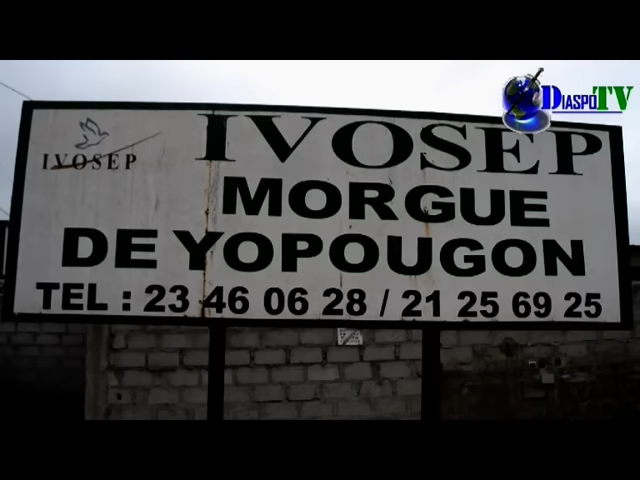 DIASPOTV
IVOSEP
IVOSEP
MORGUE
DE YOPOUGON
TEL : 23 46 06 28 / 21 25 69 25